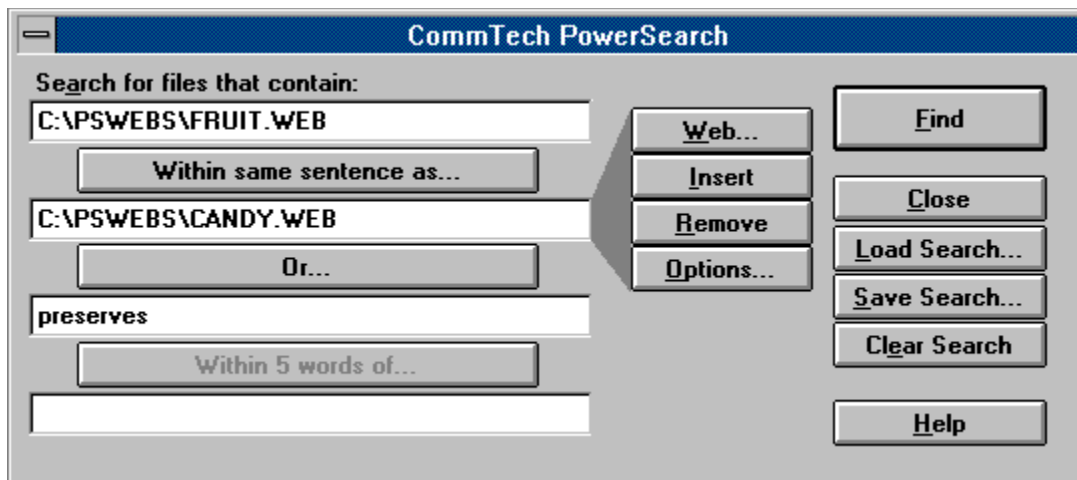 CommTech PowerSearch
Search for files that contain:
C:\PSWEBS\FRUIT.WEB
Within same sentence as...
C:\PSWEBS\CANDY.WEB
Or...
preserves
Within 5 words of...
Web...
Insert
Remove
Options...
Find
Close
Load Search...
Save Search...
Clear Search
Help